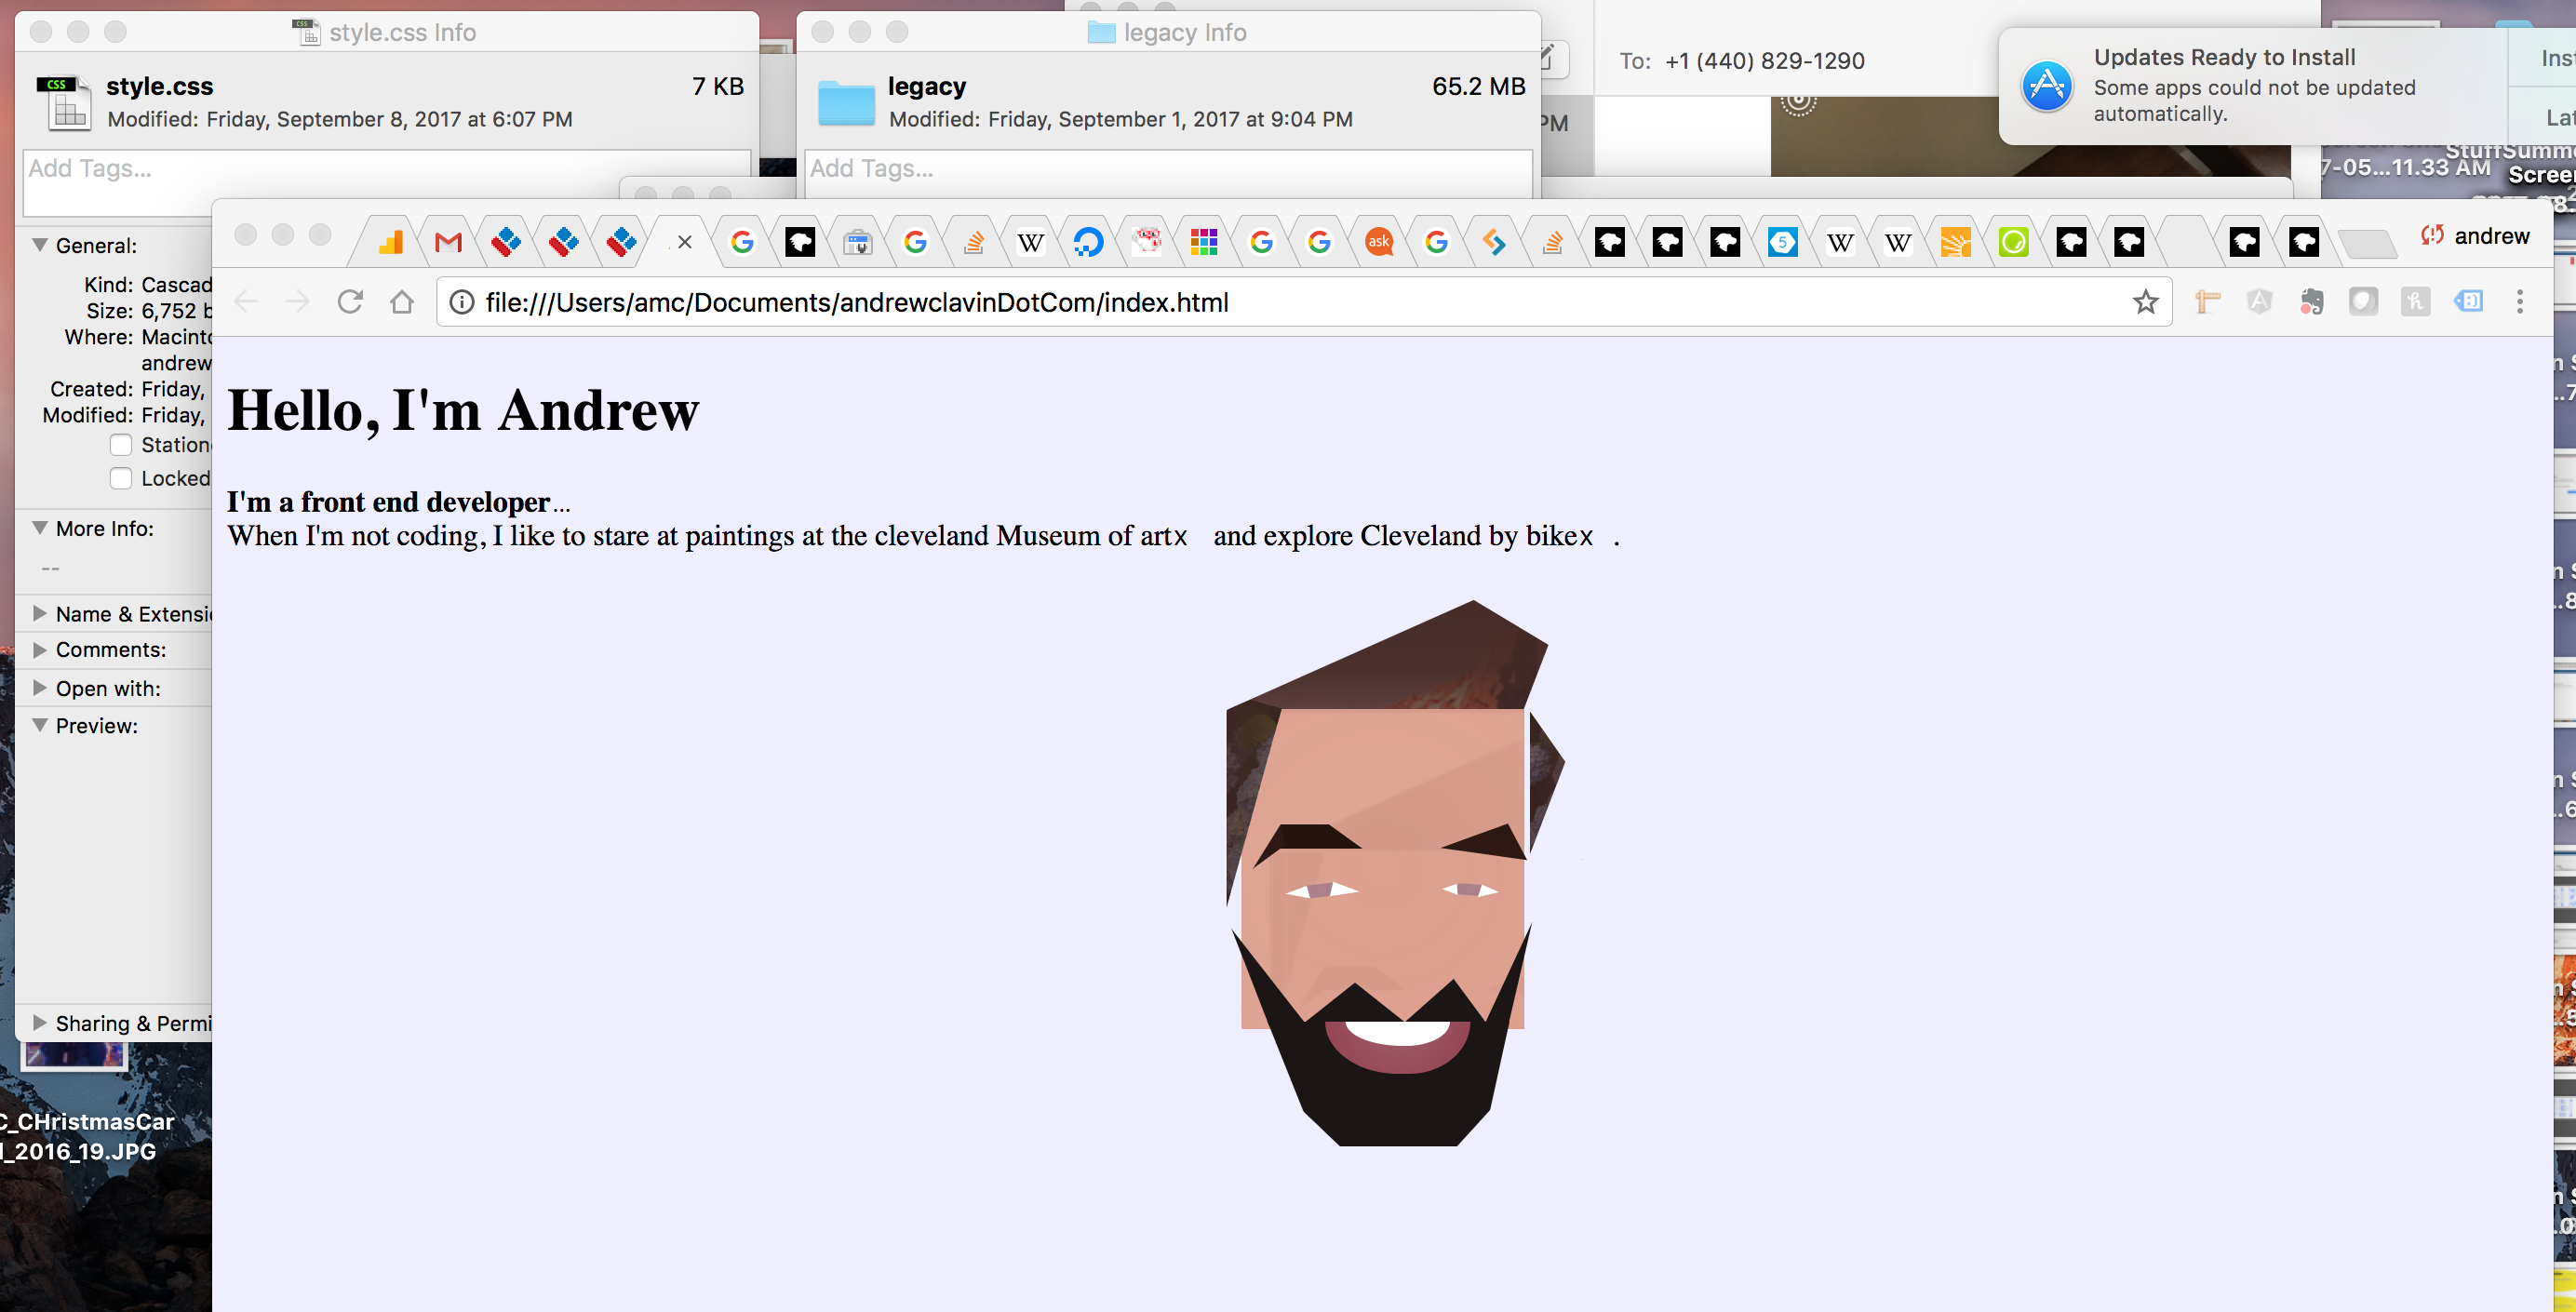 style.css Info
style.css 7 KB
Modified: Friday, September 8, 2017 at 6:07 PM
Add Tags...
legacy Info
legacy 65.2 MB
Modified: Friday, September 1, 2017 at 9:04 PM
Add Tags...
PM
To: +1 (440) 829-1290
Updates Ready to Install
Some apps could not be updated
automatically.
7-05...11.33 AM
andrew
file:///Users/amc/Documents/andrewclavinDotCom/index.html
General:
Kind: Cascad
Size: 6,752 b
Where: Macint
andrew
Created: Friday,
Modified: Friday,
Station
Locked
More Info:
--
Name & Extensi
Comments:
Open with:
Preview:
Sharing & Permi
Hello, I'm Andrew
I'm a front end developer...
When I'm not coding, I like to stare at paintings at the cleveland Museum of artx and explore Cleveland by bikex .
C_CHristmasCar
2016_19.JPG